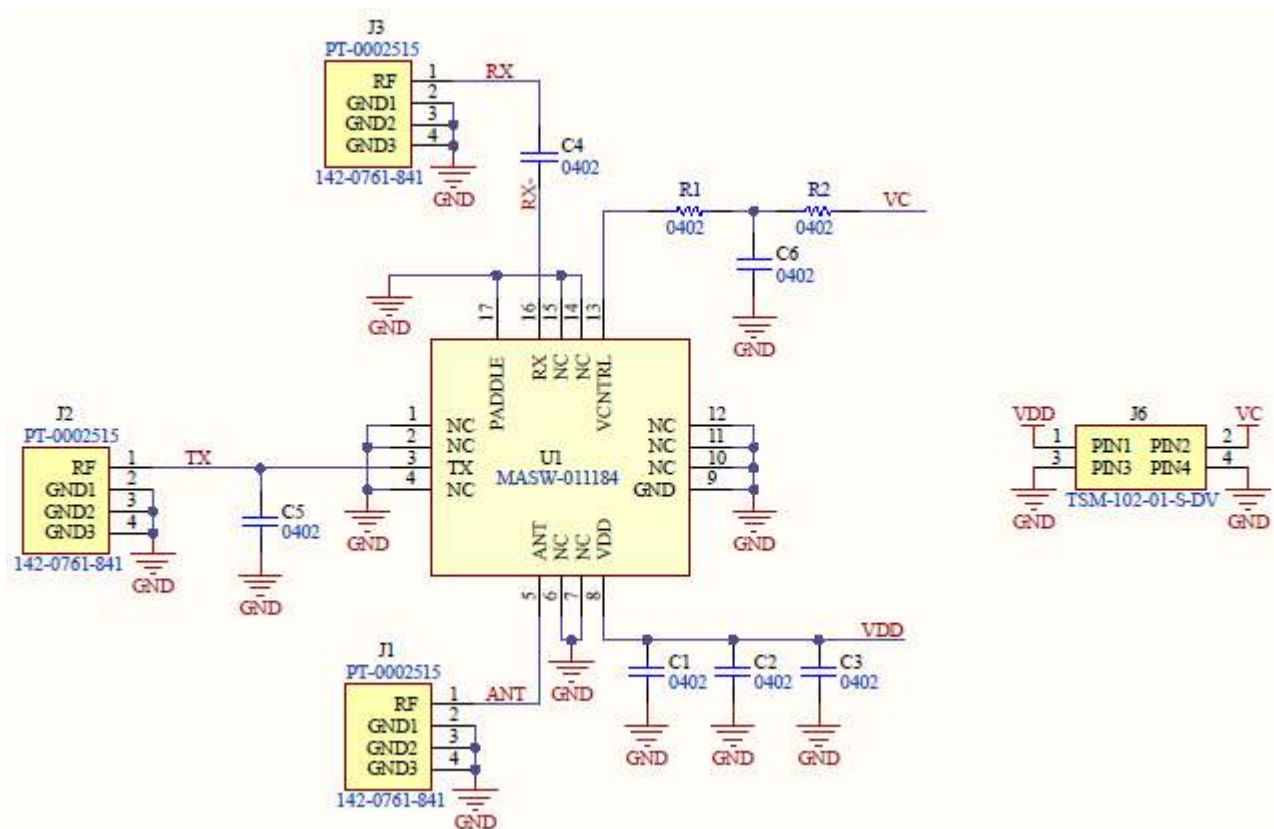 J3
PT-0002515
RF 1 RX
GND1 2
GND2 3
GND3 4
142-0761-841
GND
C4
0402
RX-
R1
0402
R2
0402
VC
C6
0402
GND
GND
17 16 15 14 13
PADDLE RX NC NC VCNTRL
J2
PT-0002515
RF 1 TX
GND1 2
GND2 3
GND3 4
142-0761-841
GND
C5
0402
GND
1 NC
2 NC
3 TX
4 NC
GND
U1
MASW-011184
NC 12
NC 11
NC 10
GND 9
GND
ANT NC NC VDD
5 6 7 8
GND
VDD
C1
0402
GND
C2
0402
GND
C3
0402
GND
J1
PT-0002515
RF 1 ANT
GND1 2
GND2 3
GND3 4
142-0761-841
GND
J6
VDD 1 PIN1 PIN2 2 VC
3 PIN3 PIN4 4
GND TSM-102-01-S-DV GND